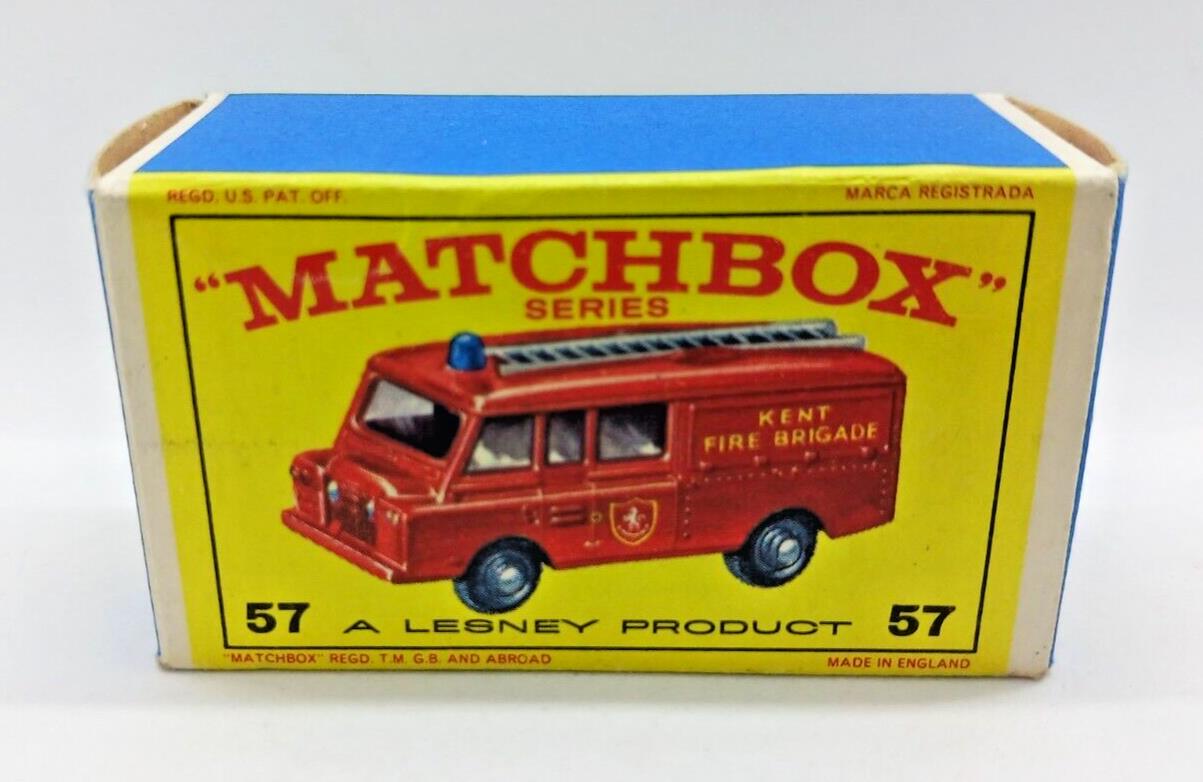 REGD. U.S. PAT. OFF. MARCA REGISTRADA
"MATCHBOX"
SERIES
KENT
FIRE BRIGADE
57 A LESNEY PRODUCT 57
"MATCHBOX" REGD. T.M. G.B. AND ABROAD MADE IN ENGLAND